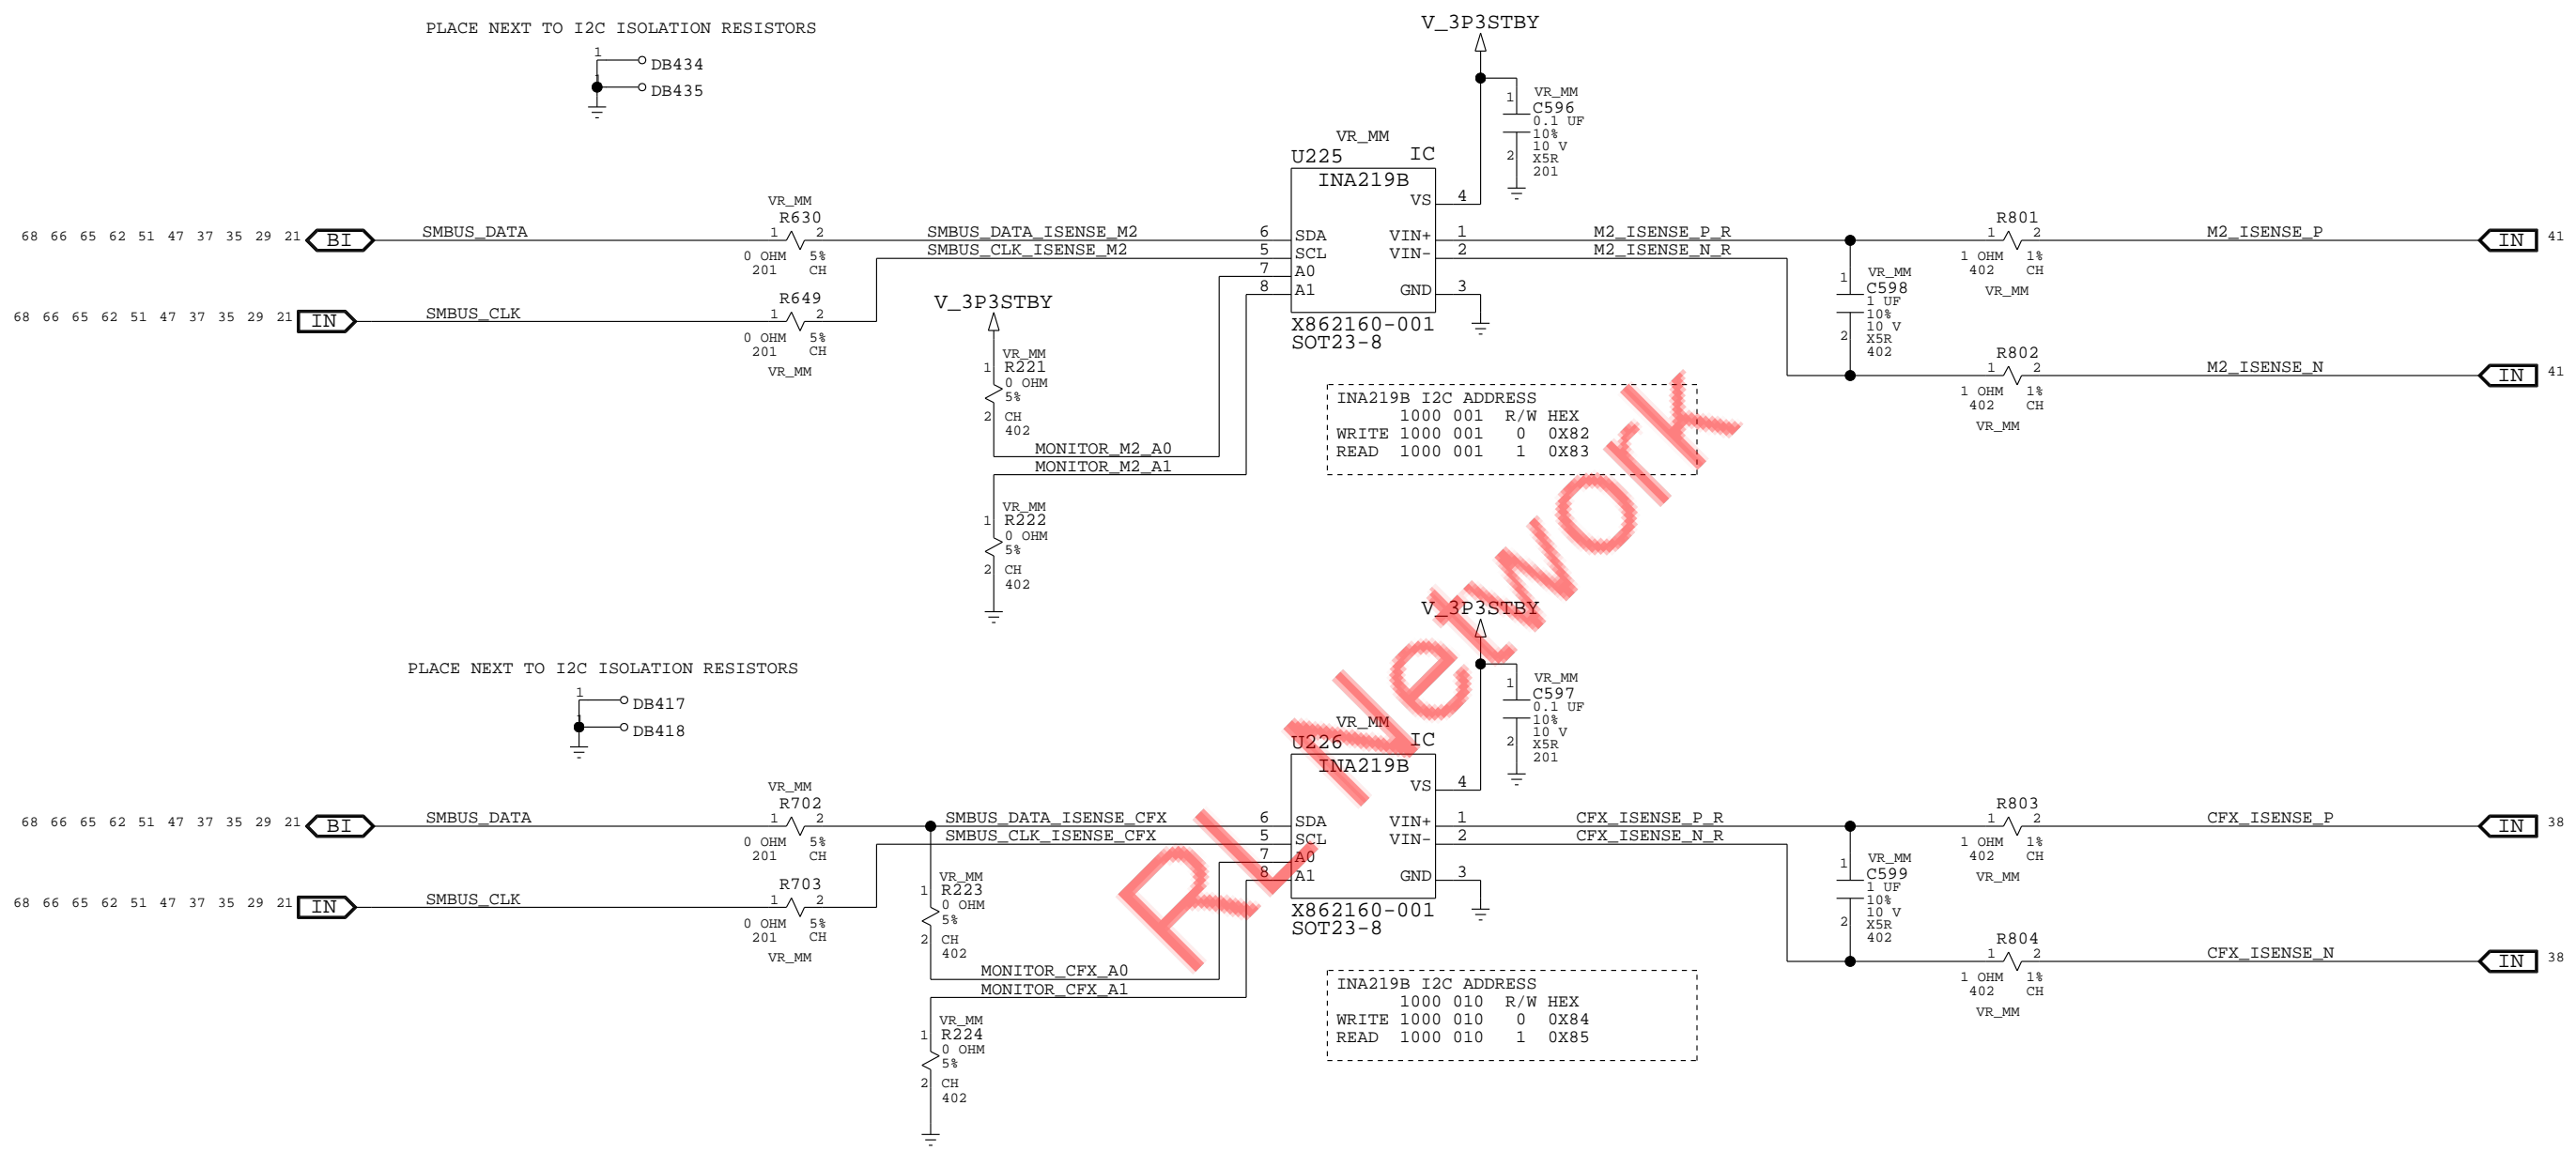 PLACE NEXT TO I2C ISOLATION RESISTORS
1
DB434
1
DB435
V_3P3STBY
VR_MM
1
C596
0.1 UF
10%
10 V
2
X5R
201
VR_MM
U225 IC
INA219B
VS 4
68 66 65 62 51 47 37 35 29 21 BI
SMBUS_DATA
VR_MM
R630
1 2
0 OHM 5%
201 CH
SMBUS_DATA_ISENSE_M2
SMBUS_CLK_ISENSE_M2
6 SDA
5 SCL
7 A0
8 A1
VIN+ 1
VIN- 2
GND 3
X862160-001
SOT23-8
M2_ISENSE_P_R
M2_ISENSE_N_R
R801
1 2
1 OHM 1%
402 CH
VR_MM
M2_ISENSE_P
IN 41
68 66 65 62 51 47 37 35 29 21 IN
SMBUS_CLK
R649
1 2
0 OHM 5%
201 CH
VR_MM
1
VR_MM
C598
1 UF
10%
10 V
2
X5R
402
R802
1 2
1 OHM 1%
402 CH
VR_MM
M2_ISENSE_N
IN 41
V_3P3STBY
VR_MM
1 R221
0 OHM
5%
2 CH
402
MONITOR_M2_A0
MONITOR_M2_A1
VR_MM
1 R222
0 OHM
5%
2 CH
402
INA219B I2C ADDRESS
1000 001 R/W HEX
WRITE 1000 001 0 0X82
READ 1000 001 1 0X83
RL Network
PLACE NEXT TO I2C ISOLATION RESISTORS
1
DB417
1
DB418
V_3P3STBY
VR_MM
1
C597
0.1 UF
10%
10 V
2
X5R
201
VR_MM
U226 IC
INA219B
VS 4
68 66 65 62 51 47 37 35 29 21 BI
SMBUS_DATA
VR_MM
R702
1 2
0 OHM 5%
201 CH
SMBUS_DATA_ISENSE_CFX
SMBUS_CLK_ISENSE_CFX
6 SDA
5 SCL
7 A0
8 A1
VIN+ 1
VIN- 2
GND 3
X862160-001
SOT23-8
CFX_ISENSE_P_R
CFX_ISENSE_N_R
R803
1 2
1 OHM 1%
402 CH
VR_MM
CFX_ISENSE_P
IN 38
68 66 65 62 51 47 37 35 29 21 IN
SMBUS_CLK
R703
1 2
0 OHM 5%
201 CH
VR_MM
1
VR_MM
C599
1 UF
10%
10 V
2
X5R
402
R804
1 2
1 OHM 1%
402 CH
VR_MM
CFX_ISENSE_N
IN 38
VR_MM
1 R223
0 OHM
5%
2 CH
402
MONITOR_CFX_A0
MONITOR_CFX_A1
VR_MM
1 R224
0 OHM
5%
2 CH
402
INA219B I2C ADDRESS
1000 010 R/W HEX
WRITE 1000 010 0 0X84
READ 1000 010 1 0X85